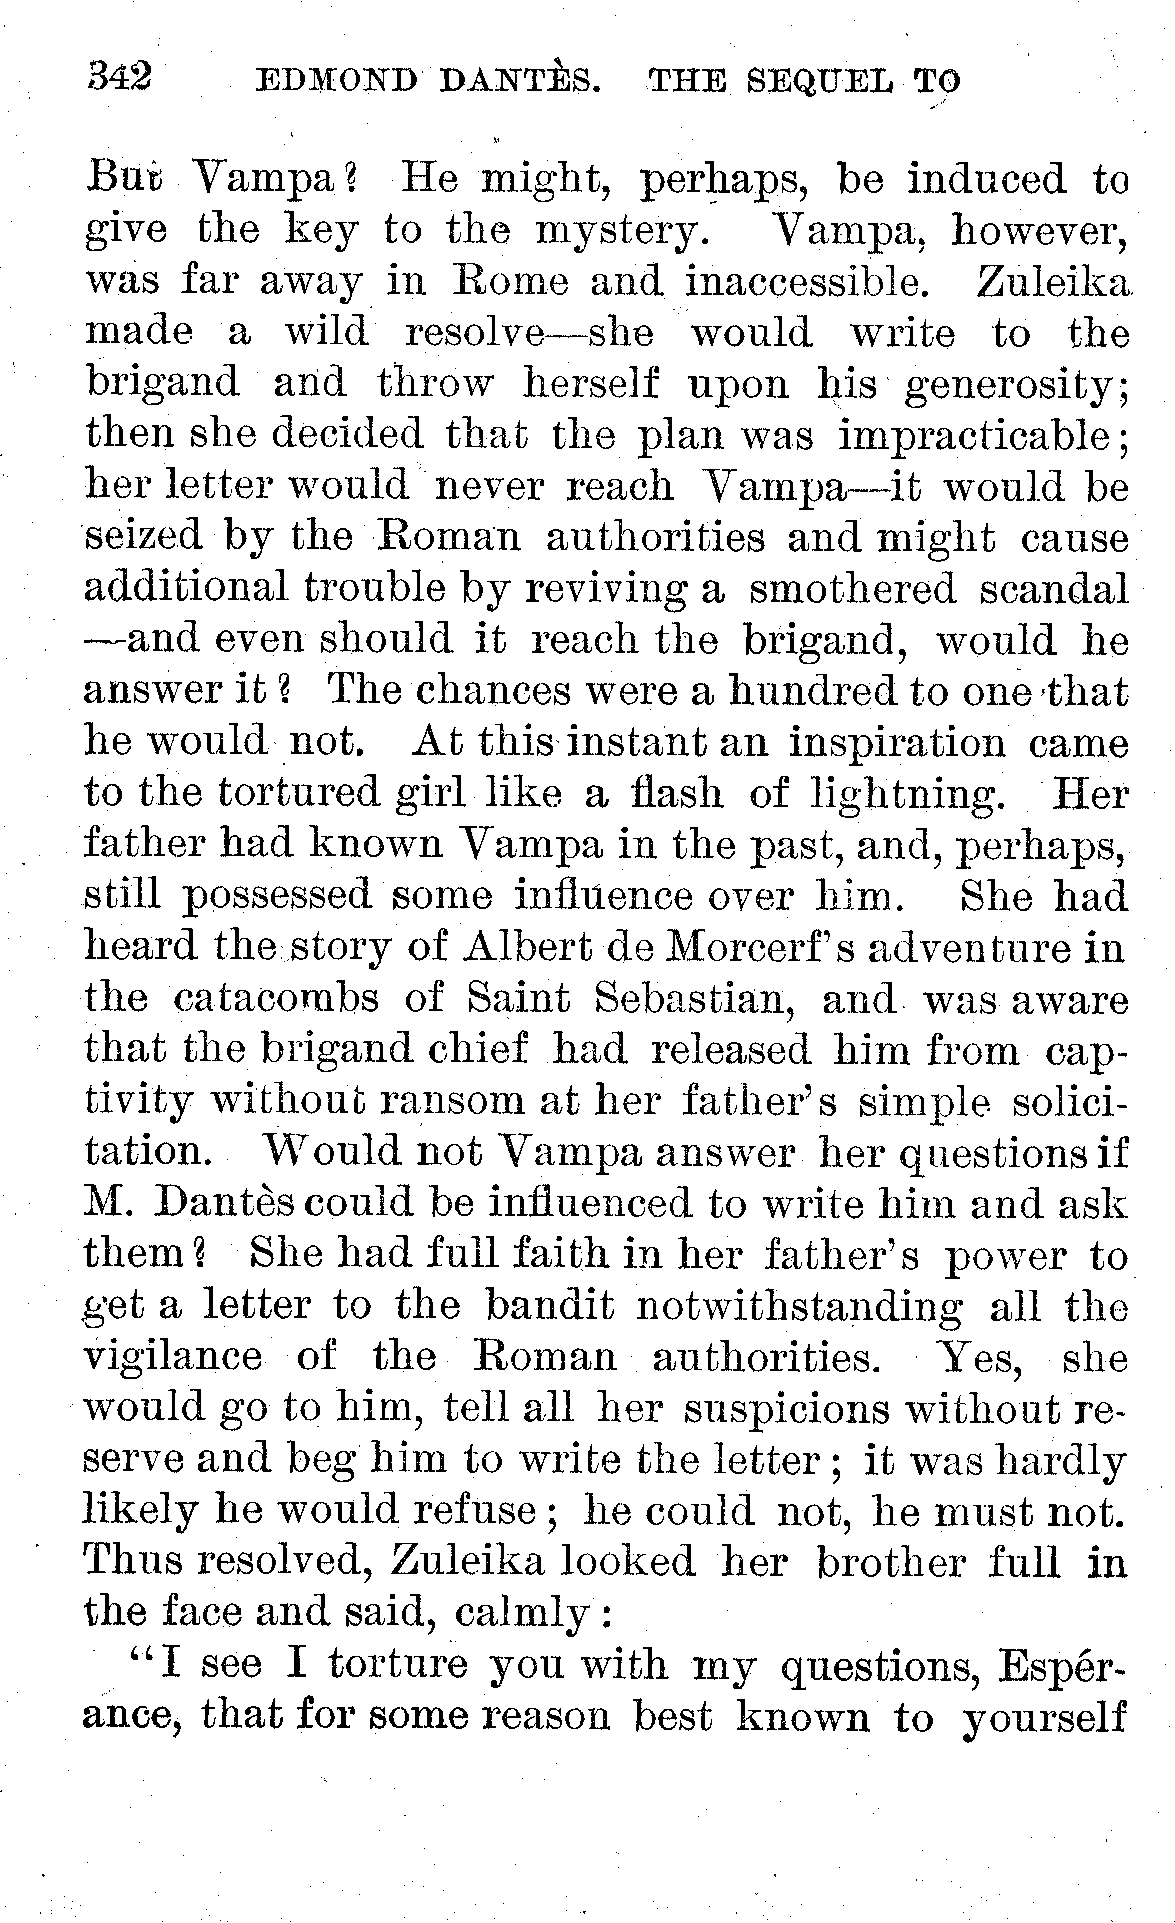 342 EDMOND DANTÈS. THE SEQUEL TO
But Vampa? He might, perhaps, be induced to
give the key to the mystery. Vampa, however,
was far away in Rome and inaccessible. Zuleika
made a wild resolve—she would write to the
brigand and throw herself upon his generosity;
then she decided that the plan was impracticable;
her letter would never reach Vampa—it would be
seized by the Roman authorities and might cause
additional trouble by reviving a smothered scandal
—and even should it reach the brigand, would he
answer it? The chances were a hundred to one that
he would not. At this instant an inspiration came
to the tortured girl like a flash of lightning. Her
father had known Vampa in the past, and, perhaps,
still possessed some influence over him. She had
heard the story of Albert de Morcerf's adventure in
the catacombs of Saint Sebastian, and was aware
that the brigand chief had released him from cap-
tivity without ransom at her father's simple solici-
tation. Would not Vampa answer her questions if
M. Dantès could be influenced to write him and ask
them? She had full faith in her father's power to
get a letter to the bandit notwithstanding all the
vigilance of the Roman authorities. Yes, she
would go to him, tell all her suspicions without re-
serve and beg him to write the letter; it was hardly
likely he would refuse; he could not, he must not.
Thus resolved, Zuleika looked her brother full in
the face and said, calmly:
"I see I torture you with my questions, Espér-
ance, that for some reason best known to yourself